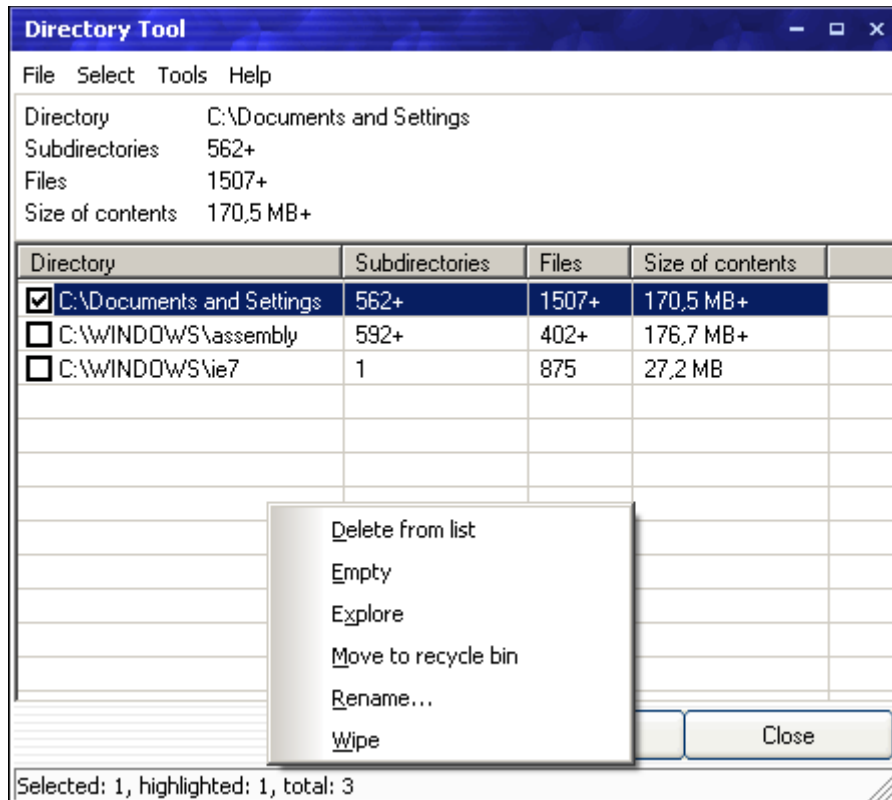 Directory Tool
File Select Tools Help
Directory C:\Documents and Settings
Subdirectories 562+
Files 1507+
Size of contents 170,5 MB+
Directory Subdirectories Files Size of contents
C:\Documents and Settings 562+ 1507+ 170,5 MB+
C:\WINDOWS\assembly 592+ 402+ 176,7 MB+
C:\WINDOWS\ie7 1 875 27,2 MB
Delete from list
Empty
Explore
Move to recycle bin
Rename...
Wipe
Close
Selected: 1, highlighted: 1, total: 3